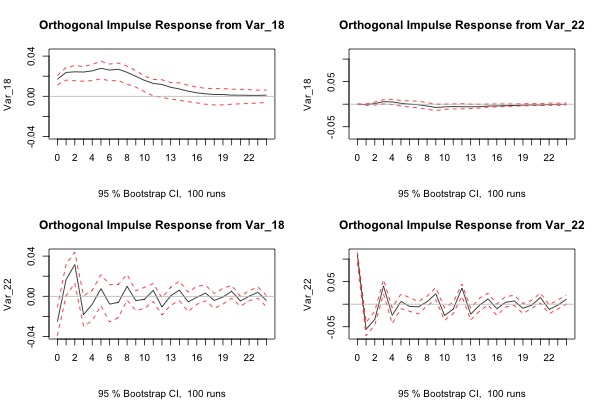 Orthogonal Impulse Response from Var_18
Var_18
0.04
0.00
-0.04
0 2 4 6 8 10 13 16 19 22
95 % Bootstrap CI, 100 runs
Orthogonal Impulse Response from Var_22
Var_18
0.05
-0.05
0 2 4 6 8 10 13 16 19 22
95 % Bootstrap CI, 100 runs
Orthogonal Impulse Response from Var_18
Var_22
0.04
0.00
-0.04
0 2 4 6 8 10 13 16 19 22
95 % Bootstrap CI, 100 runs
Orthogonal Impulse Response from Var_22
Var_22
0.05
-0.05
0 2 4 6 8 10 13 16 19 22
95 % Bootstrap CI, 100 runs